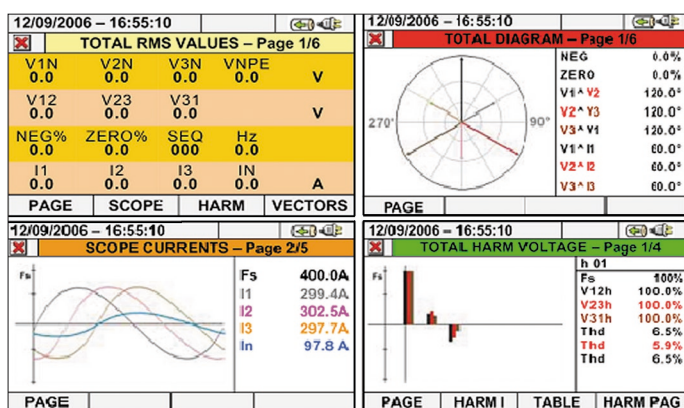 12/09/2006 – 16:55:10
TOTAL RMS VALUES – Page 1/6
V1N V2N V3N VNPE
0.0 0.0 0.0 0.0 V
V12 V23 V31
0.0 0.0 0.0 V
NEG% ZERO% SEQ Hz
0.0 0.0 000 0.0
I1 I2 I3 IN
0.0 0.0 0.0 0.0 A
PAGE SCOPE HARM VECTORS
12/09/2006 – 16:55:10
TOTAL DIAGRAM – Page 1/6
270° 90°
NEG 0.0%
ZERO 0.0%
V1^V2 120.0°
V2^V3 120.0°
V3^V1 120.0°
V1^I1 60.0°
V2^I2 60.0°
V3^I3 60.0°
PAGE
12/09/2006 – 16:55:10
SCOPE CURRENTS – Page 2/5
Fs
Fs 400.0A
I1 299.4A
I2 302.5A
I3 297.7A
In 97.8 A
PAGE
12/09/2006 – 16:55:10
TOTAL HARM VOLTAGE – Page 1/4
Fs
h 01
Fs 100%
V12h 100.0%
V23h 100.0%
V31h 100.0%
Thd 6.5%
Thd 5.9%
Thd 6.5%
PAGE HARM I TABLE HARM PAG